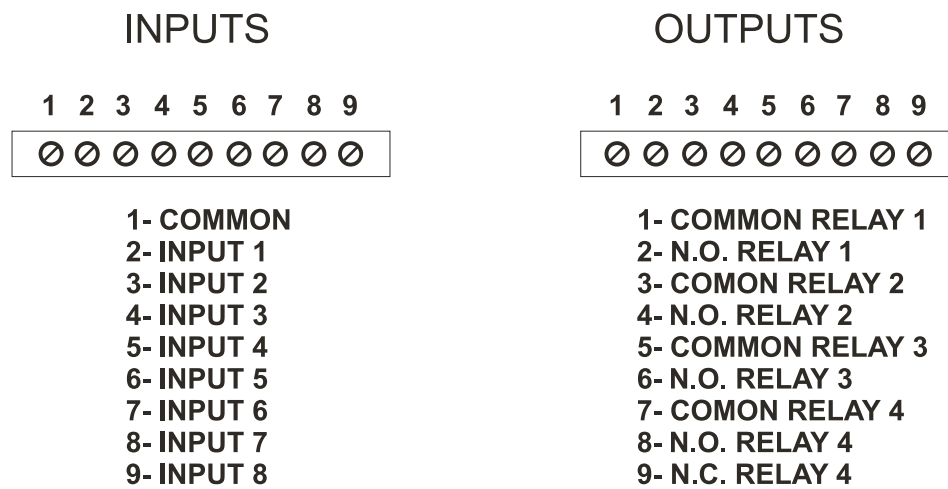 INPUTS
1 2 3 4 5 6 7 8 9
1- COMMON
2- INPUT 1
3- INPUT 2
4- INPUT 3
5- INPUT 4
6- INPUT 5
7- INPUT 6
8- INPUT 7
9- INPUT 8
OUTPUTS
1 2 3 4 5 6 7 8 9
1- COMMON RELAY 1
2- N.O. RELAY 1
3- COMON RELAY 2
4- N.O. RELAY 2
5- COMMON RELAY 3
6- N.O. RELAY 3
7- COMON RELAY 4
8- N.O. RELAY 4
9- N.C. RELAY 4